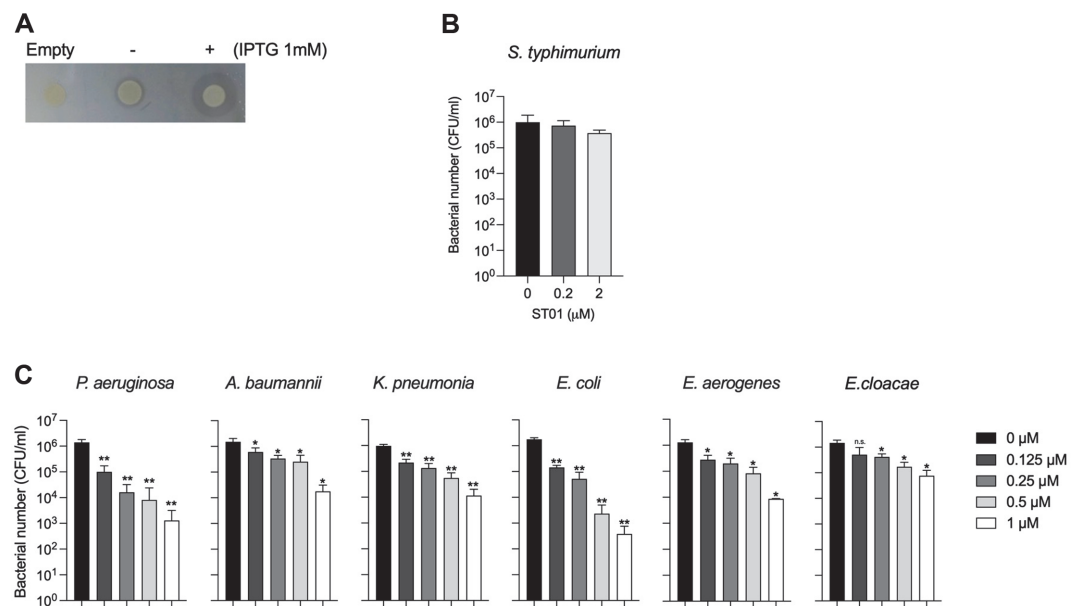 A
Empty - + (IPTG 1mM)
B
S. typhimurium
Bacterial number (CFU/ml)
10⁷
10⁶
10⁵
10⁴
10³
10²
10¹
10⁰
0 0.2 2
ST01 (μM)
C
P. aeruginosa A. baumannii K. pneumonia E. coli E. aerogenes E.cloacae
Bacterial number (CFU/ml)
10⁷
10⁶
10⁵
10⁴
10³
10²
10¹
10⁰
** ** ** **
* * * *
** ** ** **
** ** ** **
* * * *
n.s. * * *
0 μM
0.125 μM
0.25 μM
0.5 μM
1 μM